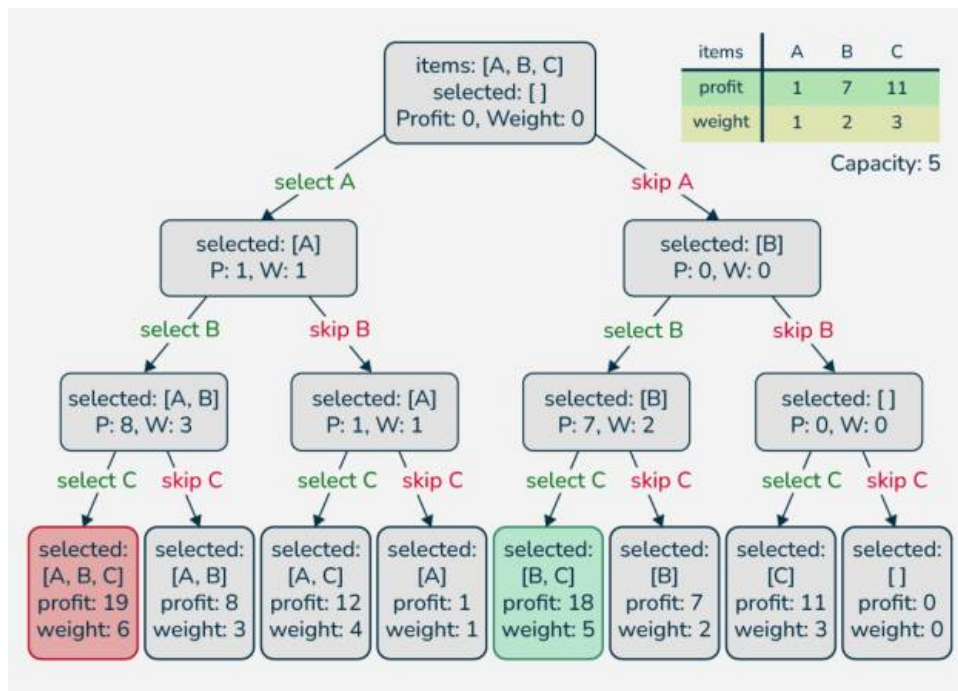 items: [A, B, C]
selected: [ ]
Profit: 0, Weight: 0
items A B C
profit 1 7 11
weight 1 2 3
Capacity: 5
select A
skip A
selected: [A]
P: 1, W: 1
selected: [B]
P: 0, W: 0
select B
skip B
select B
skip B
selected: [A, B]
P: 8, W: 3
selected: [A]
P: 1, W: 1
selected: [B]
P: 7, W: 2
selected: [ ]
P: 0, W: 0
select C
skip C
select C
skip C
select C
skip C
select C
skip C
selected:
[A, B, C]
profit: 19
weight: 6
selected:
[A, B]
profit: 8
weight: 3
selected:
[A, C]
profit: 12
weight: 4
selected:
[A]
profit: 1
weight: 1
selected:
[B, C]
profit: 18
weight: 5
selected:
[B]
profit: 7
weight: 2
selected:
[C]
profit: 11
weight: 3
selected:
[ ]
profit: 0
weight: 0